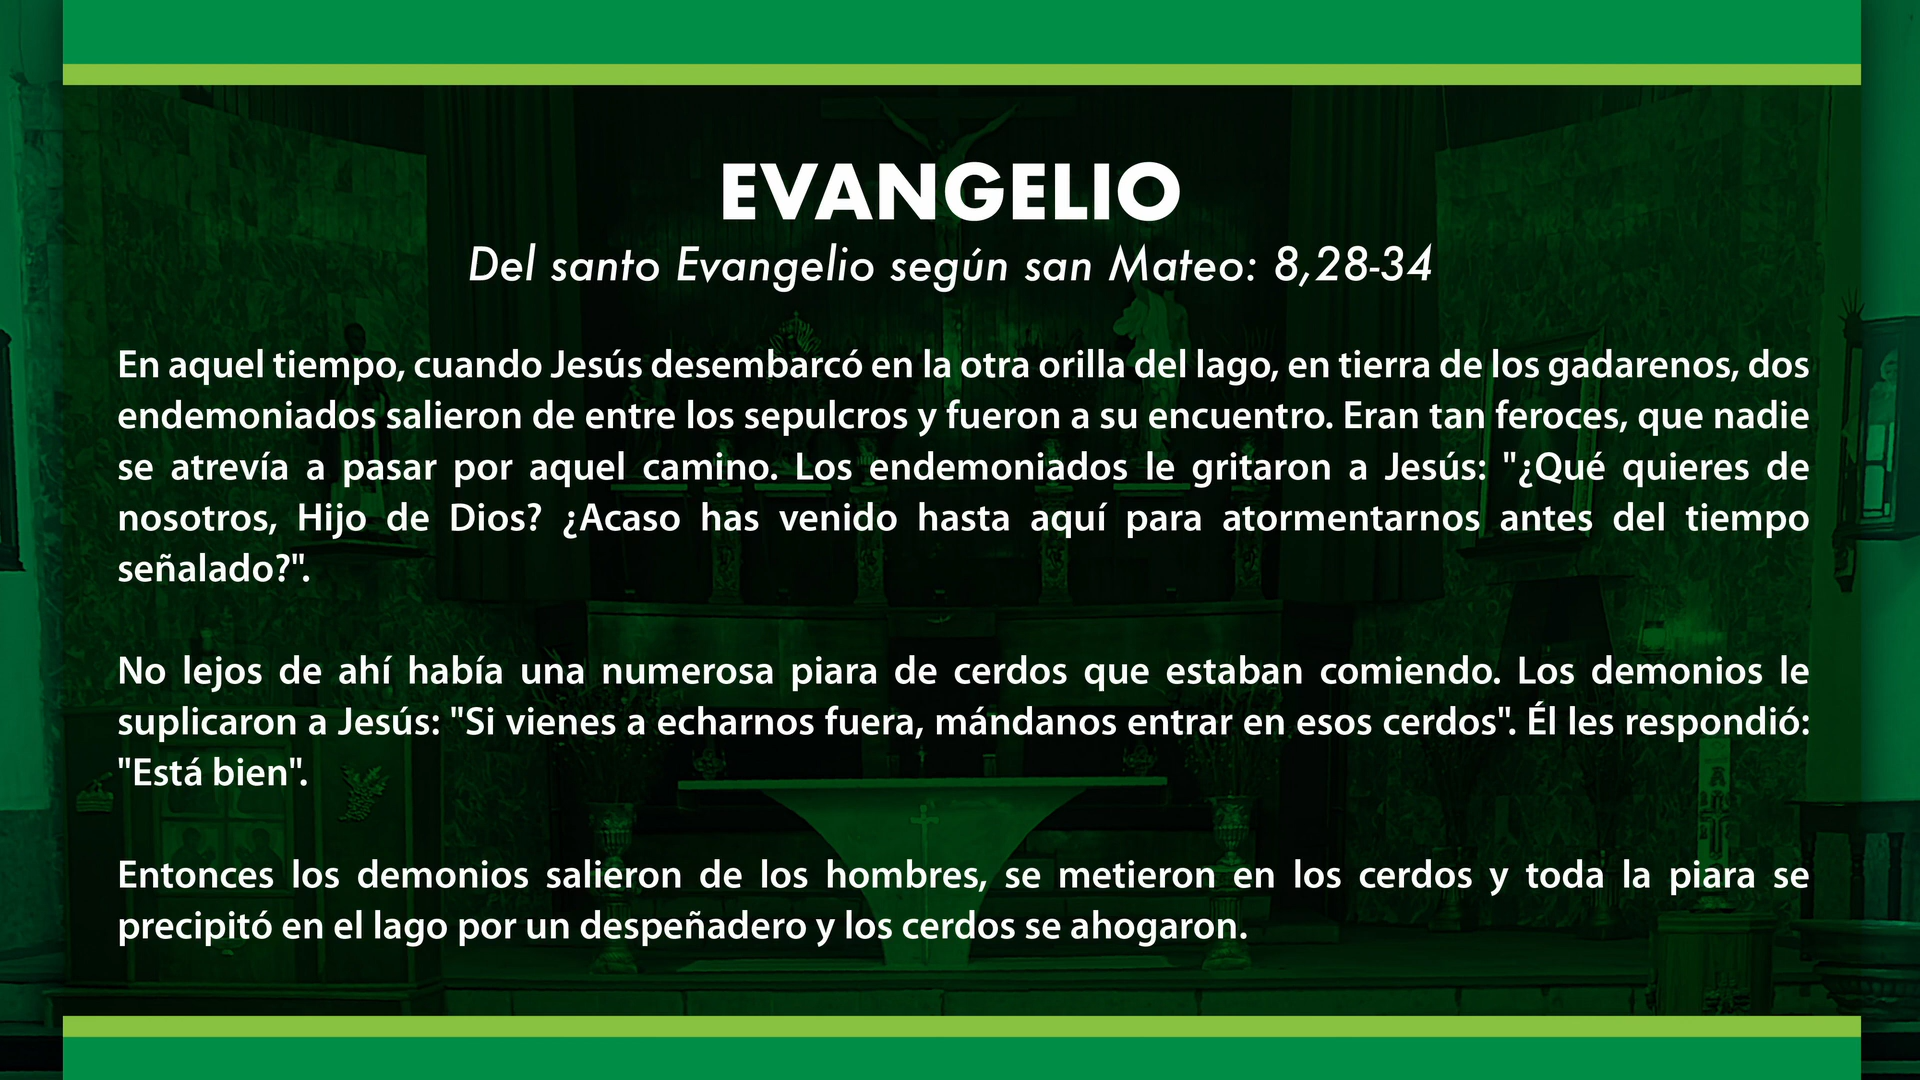 EVANGELIO
Del santo Evangelio según san Mateo: 8,28-34
En aquel tiempo, cuando Jesús desembarcó en la otra orilla del lago, en tierra de los gadarenos, dos
endemoniados salieron de entre los sepulcros y fueron a su encuentro. Eran tan feroces, que nadie
se atrevía a pasar por aquel camino. Los endemoniados le gritaron a Jesús: "¿Qué quieres de
nosotros, Hijo de Dios? ¿Acaso has venido hasta aquí para atormentarnos antes del tiempo
señalado?".
No lejos de ahí había una numerosa piara de cerdos que estaban comiendo. Los demonios le
suplicaron a Jesús: "Si vienes a echarnos fuera, mándanos entrar en esos cerdos". Él les respondió:
"Está bien".
Entonces los demonios salieron de los hombres, se metieron en los cerdos y toda la piara se
precipitó en el lago por un despeñadero y los cerdos se ahogaron.